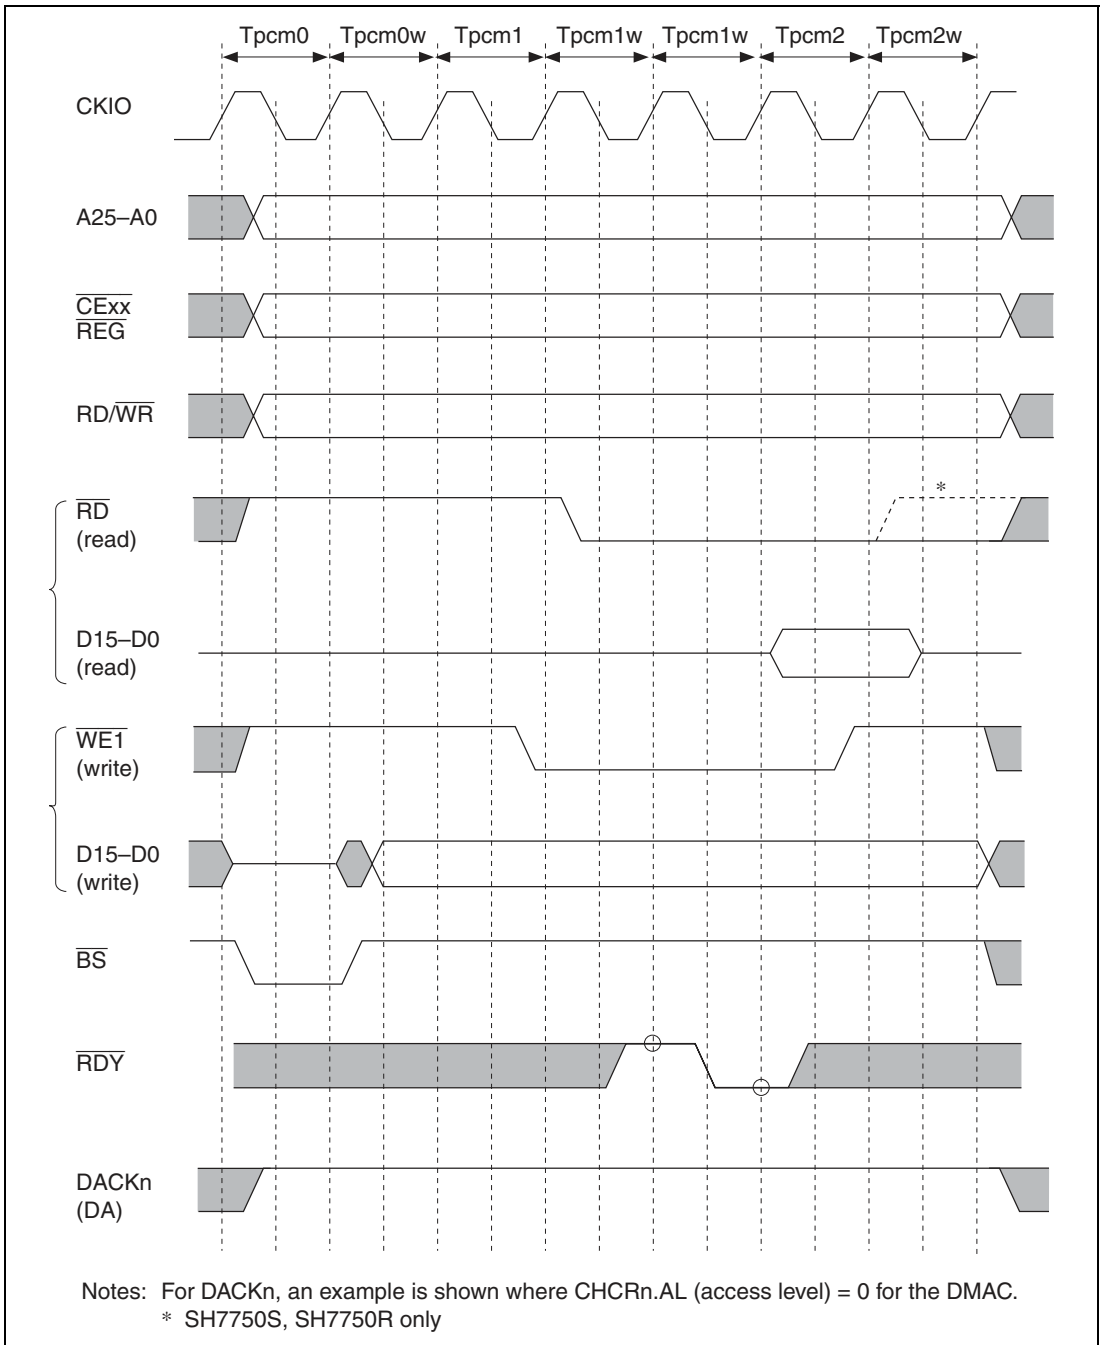 Tpcm0 Tpcm0w Tpcm1 Tpcm1w Tpcm1w Tpcm2 Tpcm2w
CKIO
A25–A0
CExx
REG
RD/WR
RD
(read)
*
D15–D0
(read)
WE1
(write)
D15–D0
(write)
BS
RDY
DACKn
(DA)
Notes: For DACKn, an example is shown where CHCRn.AL (access level) = 0 for the DMAC.
* SH7750S, SH7750R only